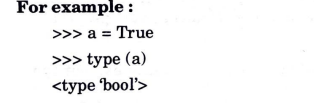 For example :
>>> a = True
>>> type (a)
<type ‘bool’>